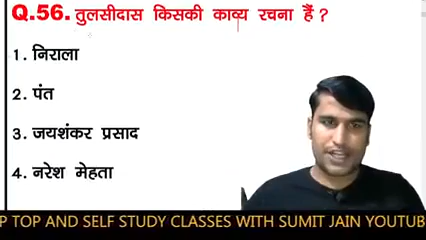 Q.56. तुलसीदास किसकी काव्य रचना हैं ?
1. निराला
2. पंत
3. जयशंकर प्रसाद
4. नरेश मेहता
P TOP AND SELF STUDY CLASSES WITH SUMIT JAIN YOUTUB